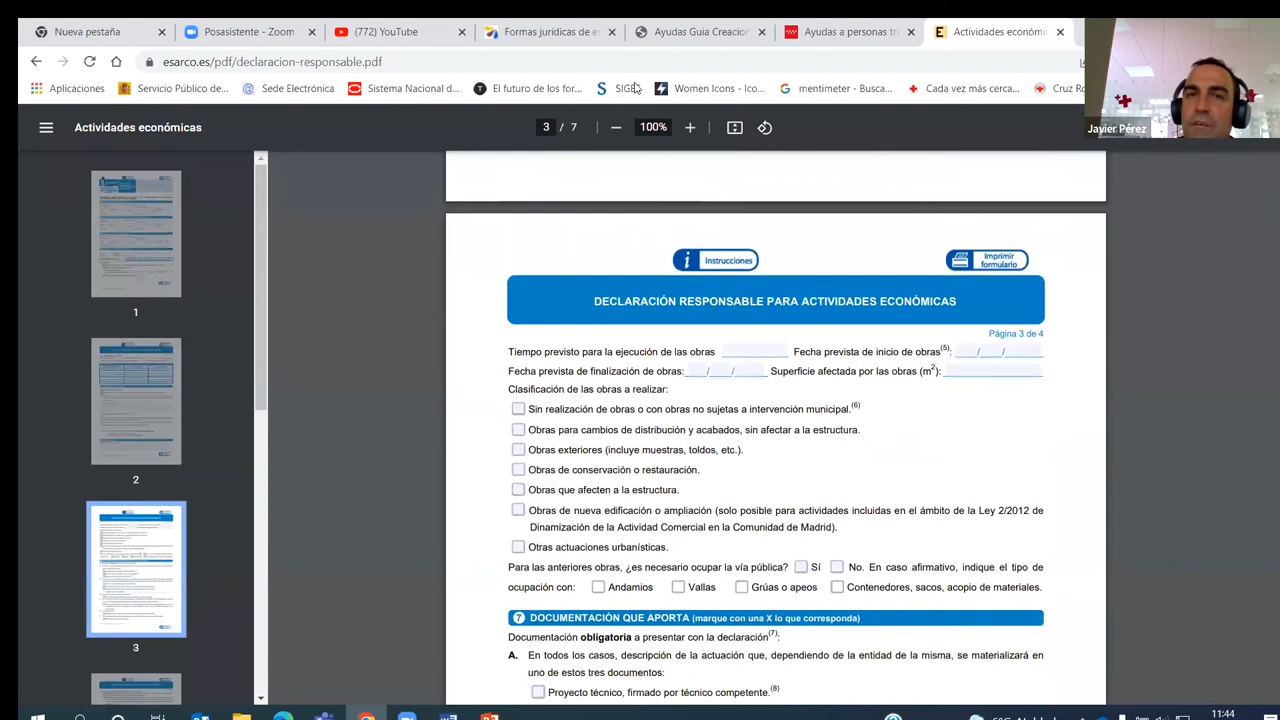 Nueva pestaña
Posasiste - Zoom
(772) YouTube
Formas jurídicas de e
Ayudas Guia Creacion
Ayudas a personas tra
Actividades económic
esarco.es/pdf/declaracion-responsable.pdf
Aplicaciones
Servicio Público de...
Sede Electrónica
Sistema Nacional d...
El futuro de los for...
SIGE
Women Icons - Ico...
mentimeter - Busca...
Cada vez más cerca...
Cruz Ro
Javier Pérez
Actividades económicas
3 / 7
100%
1
2
3
Instrucciones
Imprimir
formulario
DECLARACIÓN RESPONSABLE PARA ACTIVIDADES ECONÓMICAS
Página 3 de 4
Tiempo previsto para la ejecución de las obras Fecha prevista de inicio de obras(5): / /
Fecha prevista de finalización de obras: / / Superficie afectada por las obras (m2):
Clasificación de las obras a realizar:
Sin realización de obras o con obras no sujetas a intervención municipal.(6)
Obras para cambios de distribución y acabados, sin afectar a la estructura.
Obras exteriores (incluye muestras, toldos, etc.).
Obras de conservación o restauración.
Obras que afecten a la estructura.
Obras de nueva edificación o ampliación (solo posible para actividades incluidas en el ámbito de la Ley 2/2012 de
Dinamización de la Actividad Comercial en la Comunidad de Madrid).
Otras actuaciones urbanísticas.
Para las anteriores obras, ¿es necesario ocupar la vía pública? Sí No. En caso afirmativo, indique el tipo de
Andamios Vallas Grúas o Contenedores, sacos, acopio de materiales.
7 DOCUMENTACIÓN QUE APORTA (marque con una X lo que corresponda)
Documentación obligatoria a presentar con la declaración(7):
A. En todos los casos, descripción de la actuación que, dependiendo de la entidad de la misma, se materializará en
uno de estos tres documentos:
Proyecto técnico, firmado por técnico competente.(8)
11:44